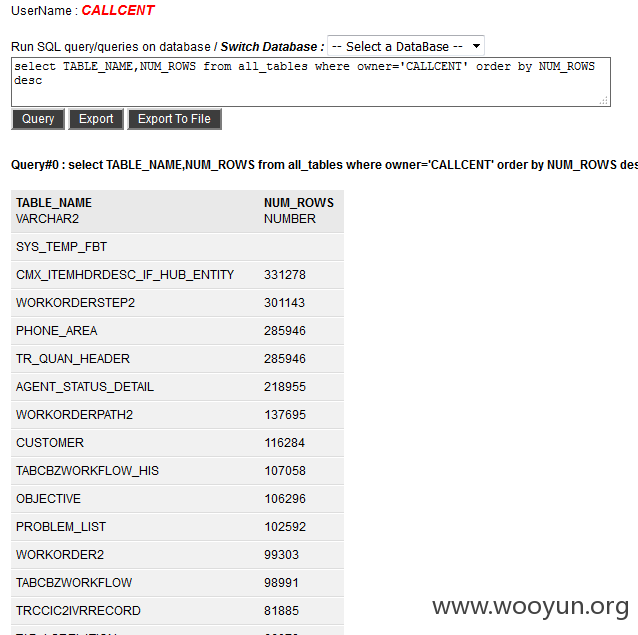 UserName : CALLCENT
Run SQL query/queries on database / Switch Database : -- Select a DataBase --
select TABLE_NAME,NUM_ROWS from all_tables where owner='CALLCENT' order by NUM_ROWS
desc
Query Export Export To File
Query#0 : select TABLE_NAME,NUM_ROWS from all_tables where owner='CALLCENT' order by NUM_ROWS des
TABLE_NAME NUM_ROWS
VARCHAR2 NUMBER
SYS_TEMP_FBT
CMX_ITEMHDRDESC_IF_HUB_ENTITY 331278
WORKORDERSTEP2 301143
PHONE_AREA 285946
TR_QUAN_HEADER 285946
AGENT_STATUS_DETAIL 218955
WORKORDERPATH2 137695
CUSTOMER 116284
TABCBZWORKFLOW_HIS 107058
OBJECTIVE 106296
PROBLEM_LIST 102592
WORKORDER2 99303
TABCBZWORKFLOW 98991
TRCCIC2IVRRECORD 81885
www.wooyun.org